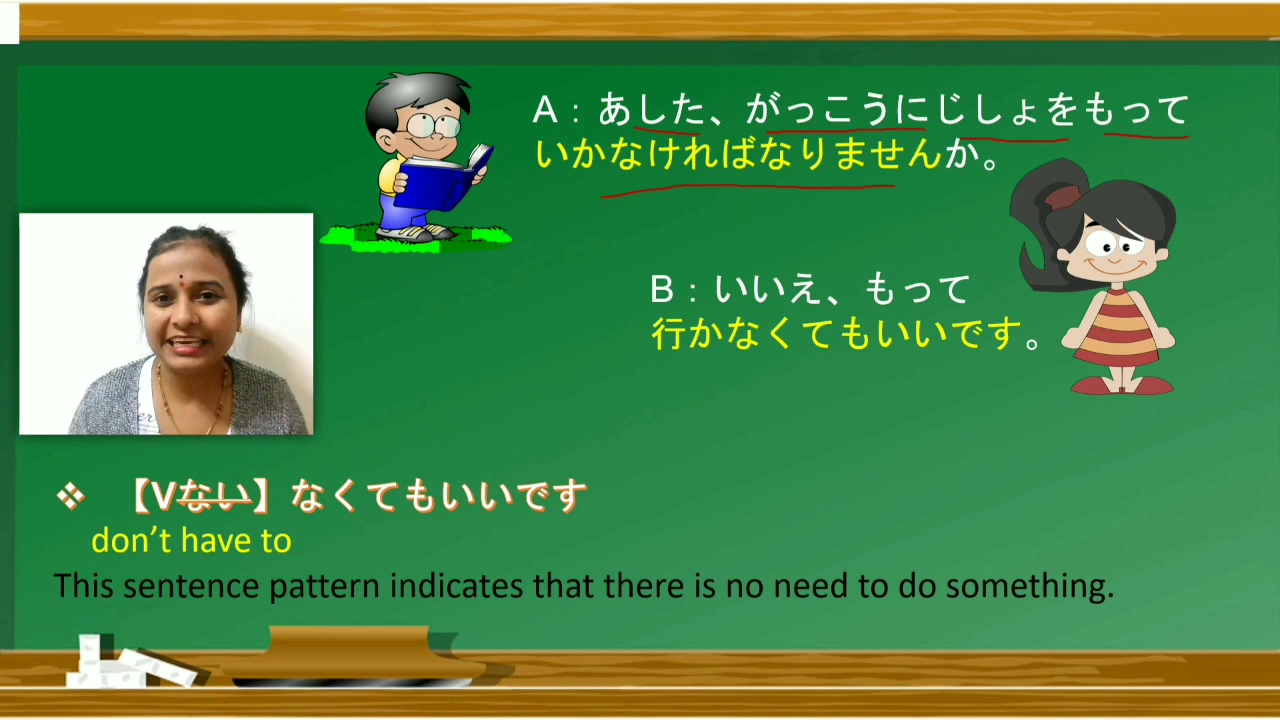 A：あした、がっこうにじしょをもって
いかなければなりませんか。
B：いいえ、もって
行かなくてもいいです。
❖ 【Vない】なくてもいいです
don’t have to
This sentence pattern indicates that there is no need to do something.